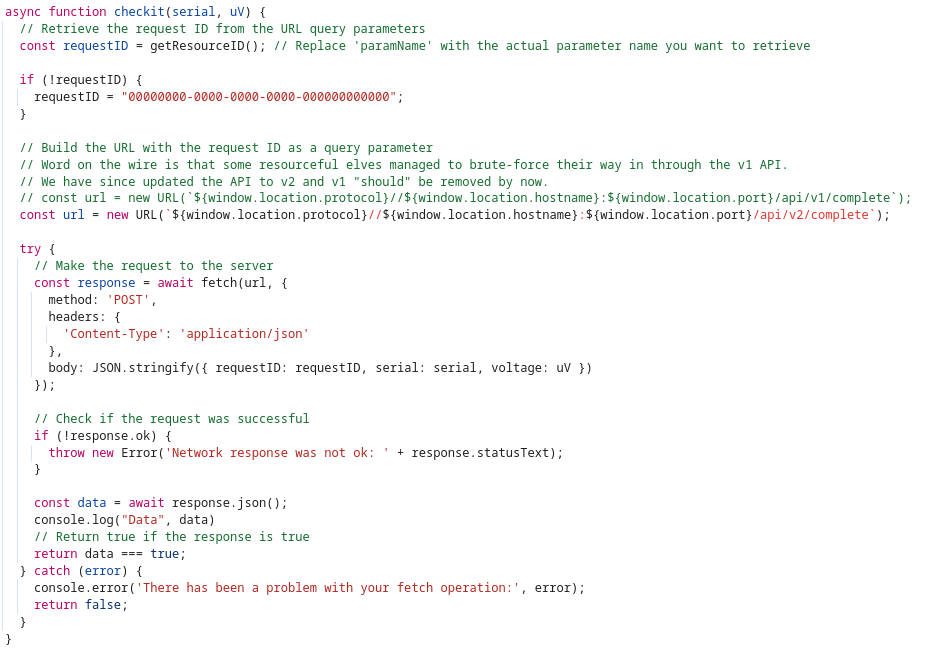 async function checkit(serial, uV) {
  // Retrieve the request ID from the URL query parameters
  const requestID = getResourceID(); // Replace 'paramName' with the actual parameter name you want to retrieve

  if (!requestID) {
    requestID = "00000000-0000-0000-0000-000000000000";
  }

  // Build the URL with the request ID as a query parameter
  // Word on the wire is that some resourceful elves managed to brute-force their way in through the v1 API.
  // We have since updated the API to v2 and v1 "should" be removed by now.
  // const url = new URL(`${window.location.protocol}//${window.location.hostname}:${window.location.port}/api/v1/complete`);
  const url = new URL(`${window.location.protocol}//${window.location.hostname}:${window.location.port}/api/v2/complete`);

  try {
    // Make the request to the server
    const response = await fetch(url, {
      method: 'POST',
      headers: {
        'Content-Type': 'application/json'
      },
      body: JSON.stringify({ requestID: requestID, serial: serial, voltage: uV })
    });

    // Check if the request was successful
    if (!response.ok) {
      throw new Error('Network response was not ok: ' + response.statusText);
    }

    const data = await response.json();
    console.log("Data", data)
    // Return true if the response is true
    return data === true;
  } catch (error) {
    console.error('There has been a problem with your fetch operation:', error);
    return false;
  }
}